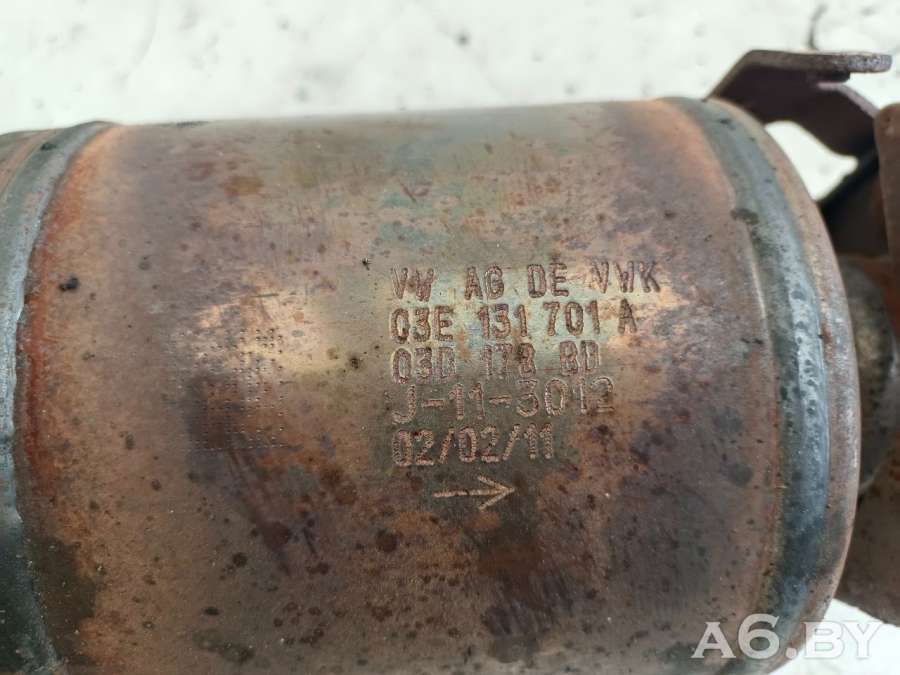 VW AG DE VWK
03E 131 701 A
03D 178 BD
J-11-3012
02/02/11
A6.BY